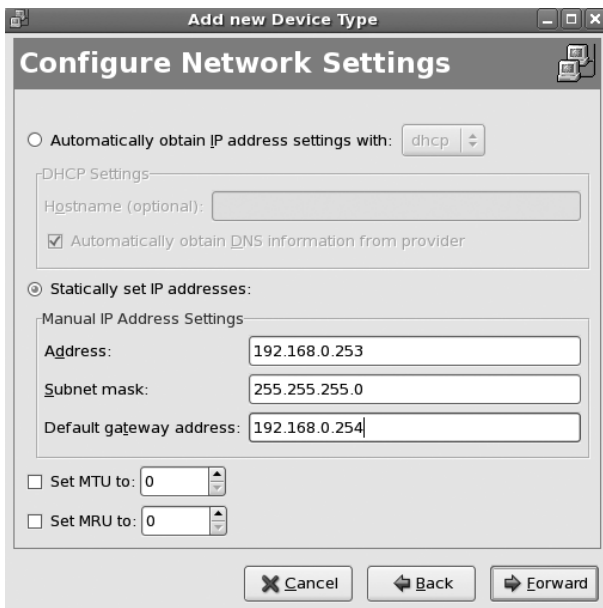 Add new Device Type
Configure Network Settings
Automatically obtain IP address settings with: dhcp
DHCP Settings
Hostname (optional):
Automatically obtain DNS information from provider
Statically set IP addresses:
Manual IP Address Settings
Address: 192.168.0.253
Subnet mask: 255.255.255.0
Default gateway address: 192.168.0.254
Set MTU to: 0
Set MRU to: 0
Cancel Back Forward